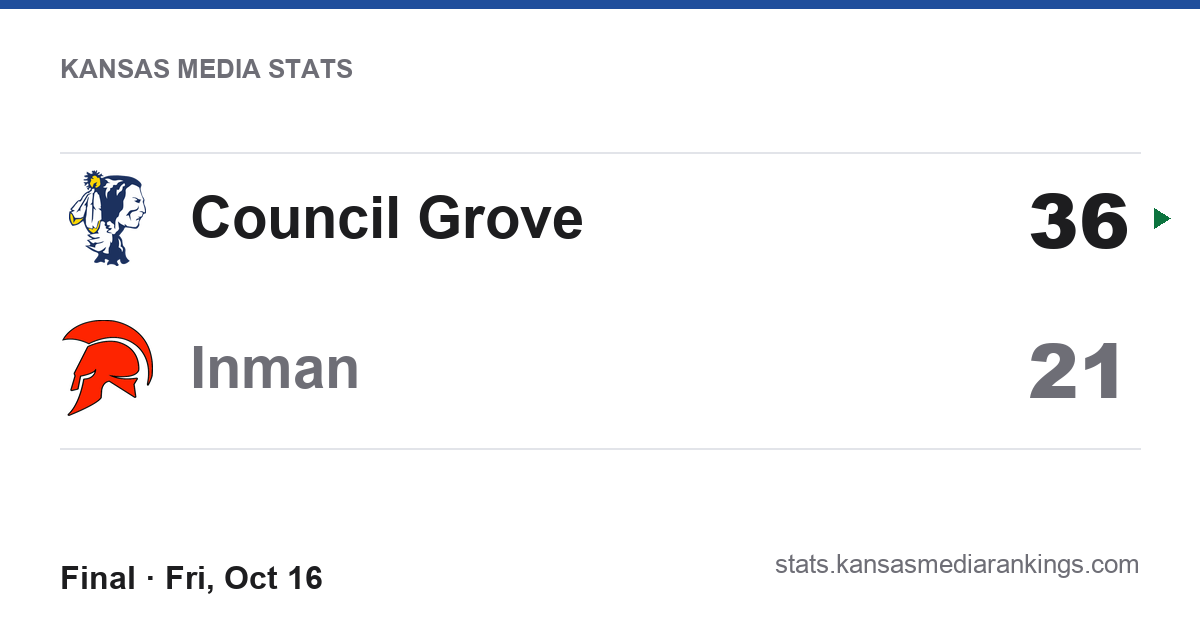 KANSAS MEDIA STATS
Council Grove 36
Inman 21
Final · Fri, Oct 16
stats.kansasmediarankings.com